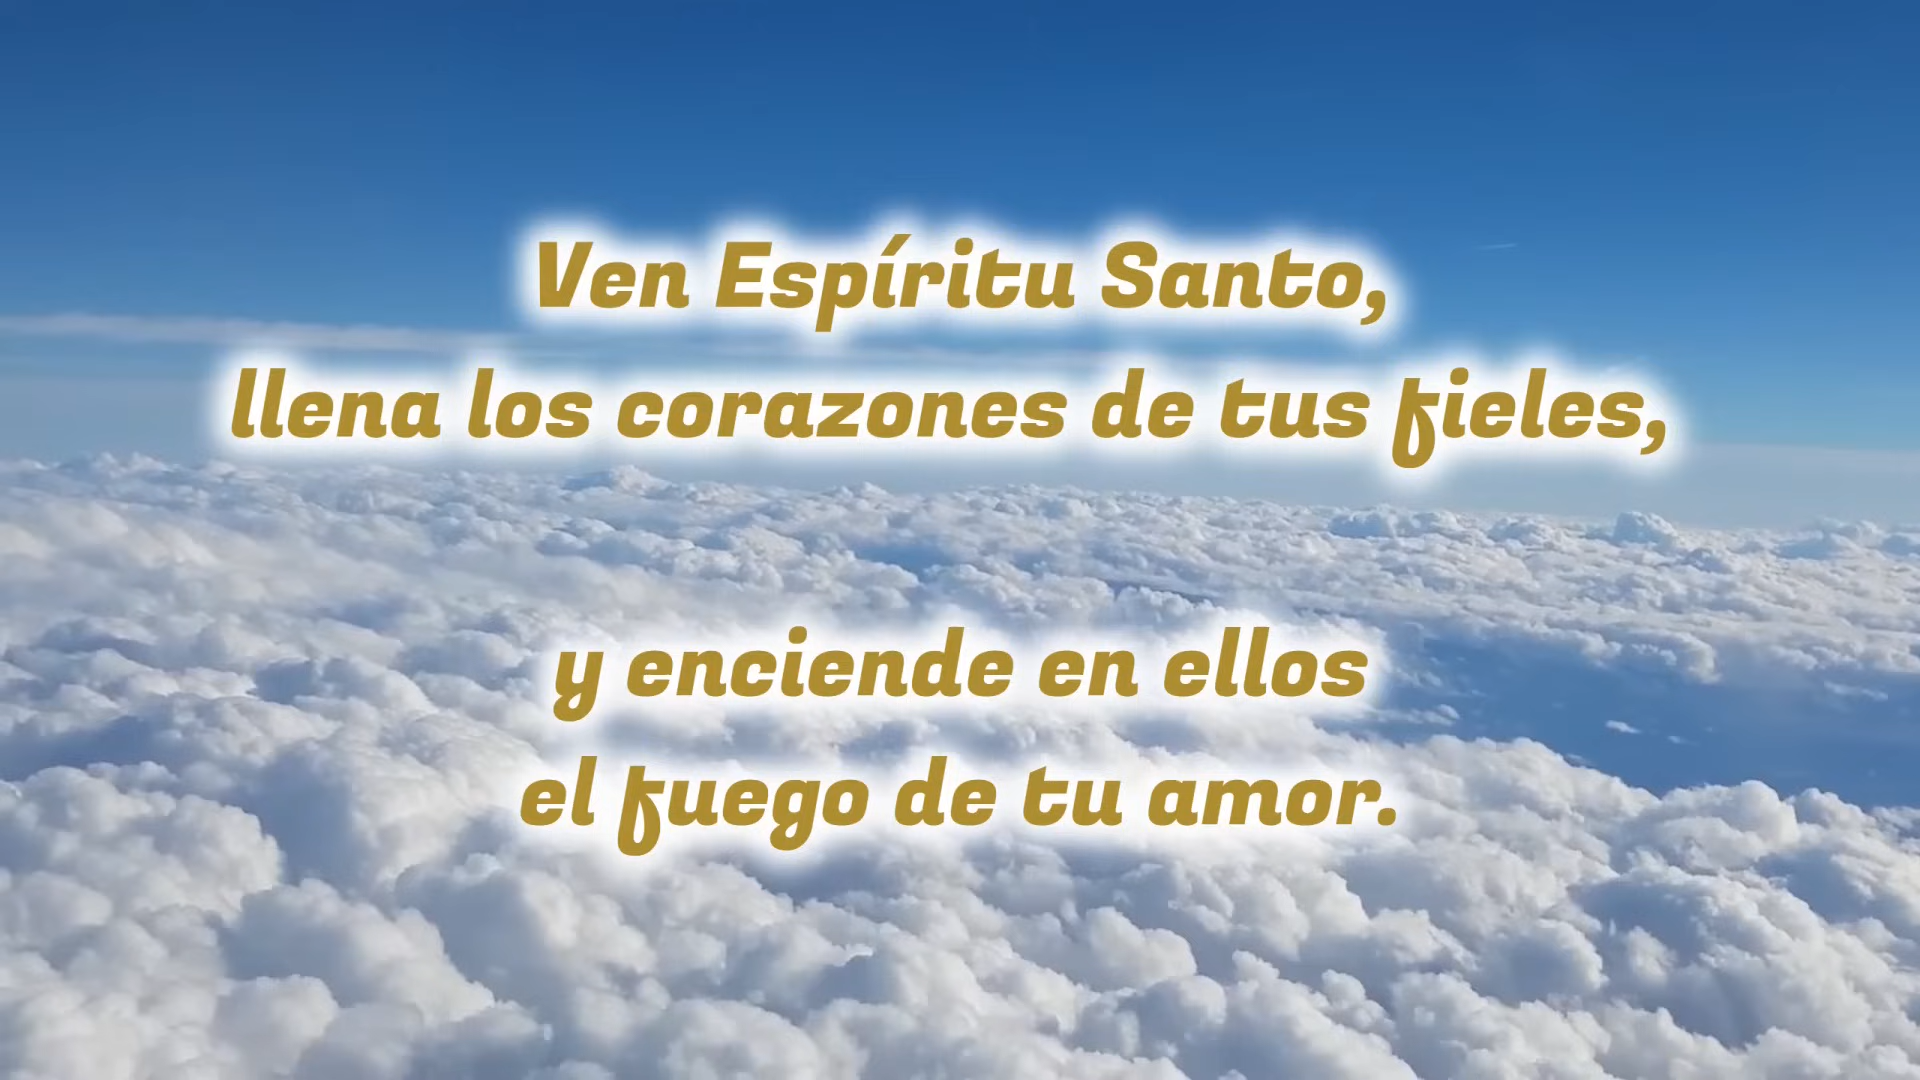 Ven Espíritu Santo,
llena los corazones de tus fieles,
y enciende en ellos
el fuego de tu amor.